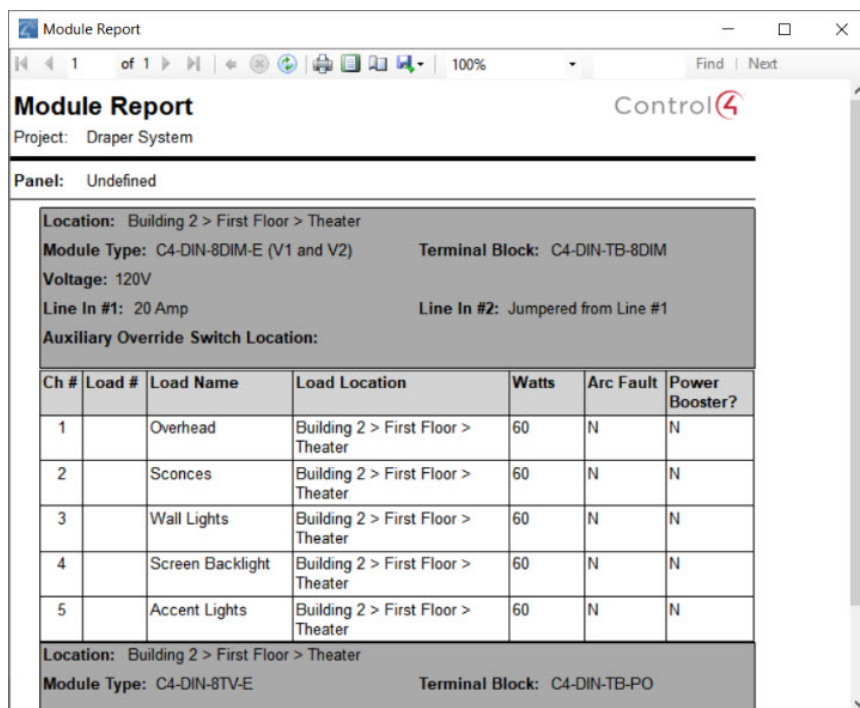 Module Report
1 of 1 100% Find | Next
Module Report
Control4
Project: Draper System
Panel: Undefined
Location: Building 2 > First Floor > Theater
Module Type: C4-DIN-8DIM-E (V1 and V2) Terminal Block: C4-DIN-TB-8DIM
Voltage: 120V
Line In #1: 20 Amp Line In #2: Jumpered from Line #1
Auxiliary Override Switch Location:
Ch # Load # Load Name Load Location Watts Arc Fault Power
Booster?
1 Overhead Building 2 > First Floor > 60 N N
Theater
2 Sconces Building 2 > First Floor > 60 N N
Theater
3 Wall Lights Building 2 > First Floor > 60 N N
Theater
4 Screen Backlight Building 2 > First Floor > 60 N N
Theater
5 Accent Lights Building 2 > First Floor > 60 N N
Theater
Location: Building 2 > First Floor > Theater
Module Type: C4-DIN-8TV-E Terminal Block: C4-DIN-TB-PO